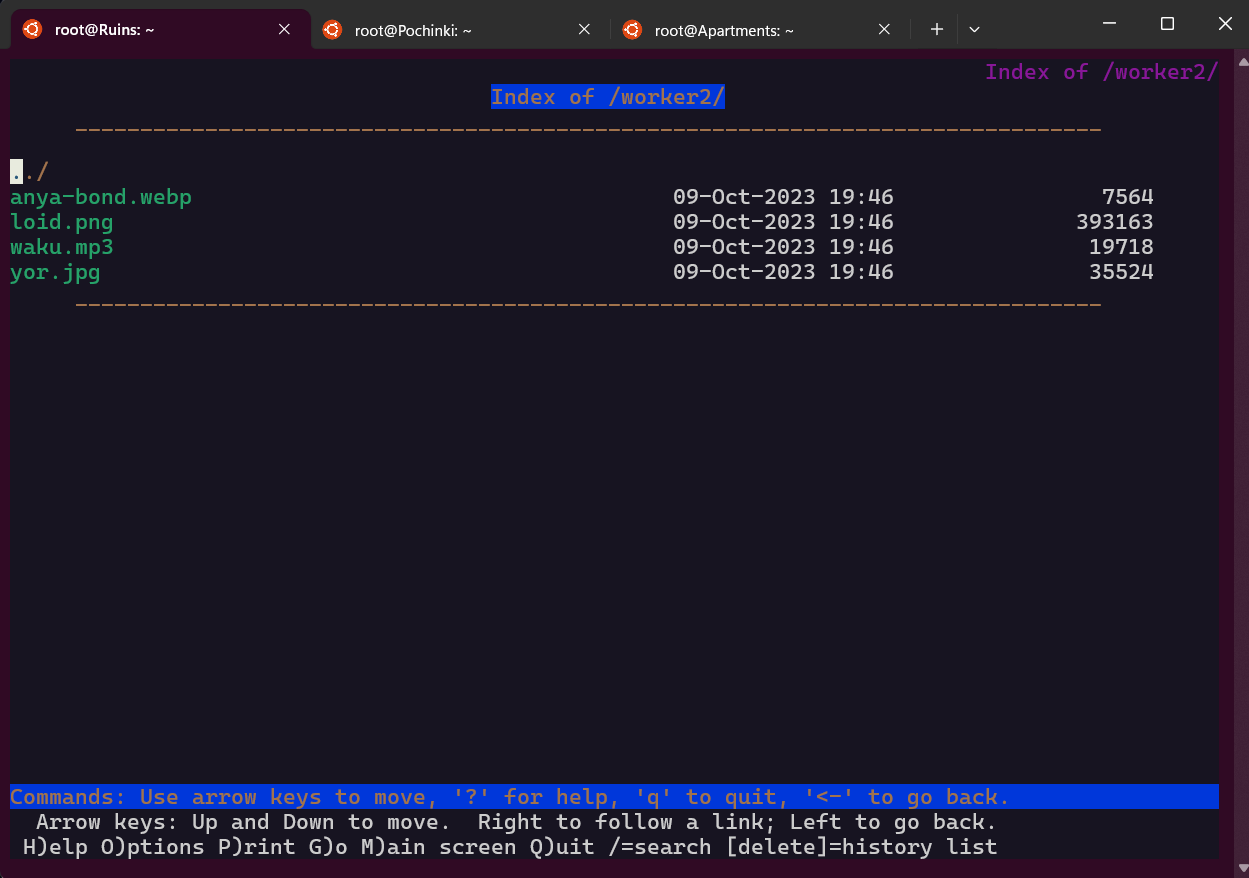 root@Ruins: ~ root@Pochinki: ~ root@Apartments: ~
Index of /worker2/
Index of /worker2/
../
anya-bond.webp 09-Oct-2023 19:46 7564
loid.png 09-Oct-2023 19:46 393163
waku.mp3 09-Oct-2023 19:46 19718
yor.jpg 09-Oct-2023 19:46 35524
Commands: Use arrow keys to move, '?' for help, 'q' to quit, '<-' to go back.
Arrow keys: Up and Down to move. Right to follow a link; Left to go back.
H)elp O)ptions P)rint G)o M)ain screen Q)uit /=search [delete]=history list